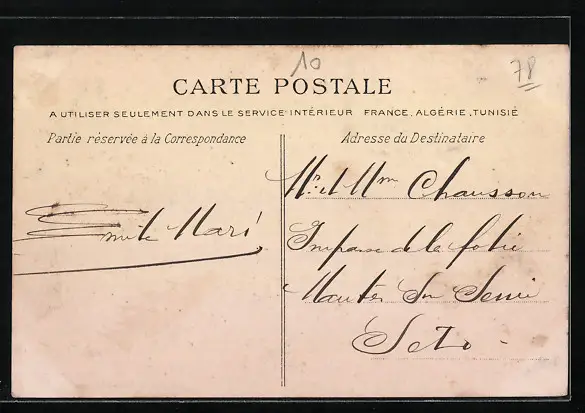 10
78
CARTE POSTALE
A UTILISER SEULEMENT DANS LE SERVICE INTÉRIEUR FRANCE, ALGÉRIE, TUNISIE
Partie réservée à la Correspondance
Adresse du Destinataire
Emile Mari
Mr et Mme Chausson
Impasse de la folie
Mantes Sur Seine